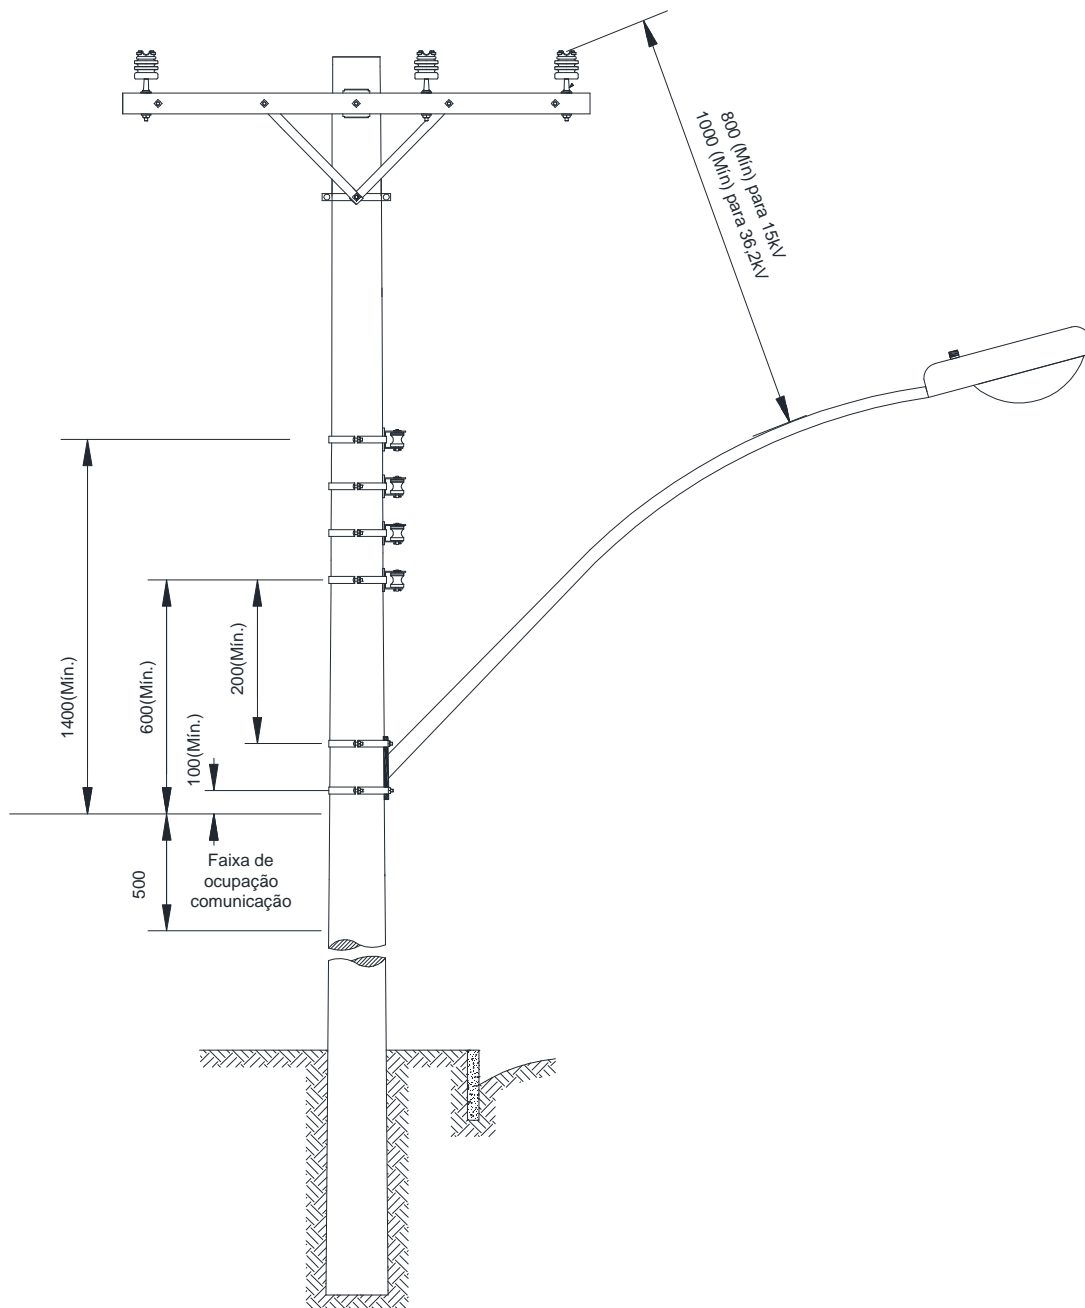 800 (Mín) para 15kV
1000 (Mín) para 36,2kV
1400(Mín.)
600(Mín.)
200(Mín.)
100(Mín.)
500
Faixa de
ocupação
comunicação